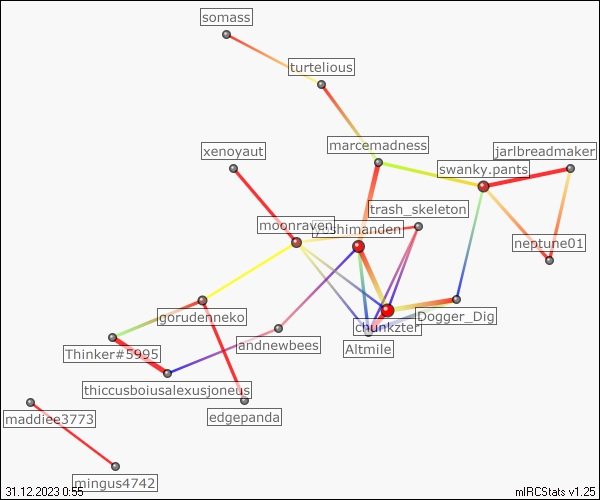 somass
turtelious
marcemadness
xenoyaut
jarlbreadmaker
swanky.pants
trash_skeleton
moonraven
yoshimanden
neptune01
gorudenneko
Dogger_Dig
Thinker#5995
andnewbees
Altmile
thiccusboiusalexusjoneus
maddiee3773
edgepanda
mingus4742
31.12.2023 0:55
mIRCStats v1.25